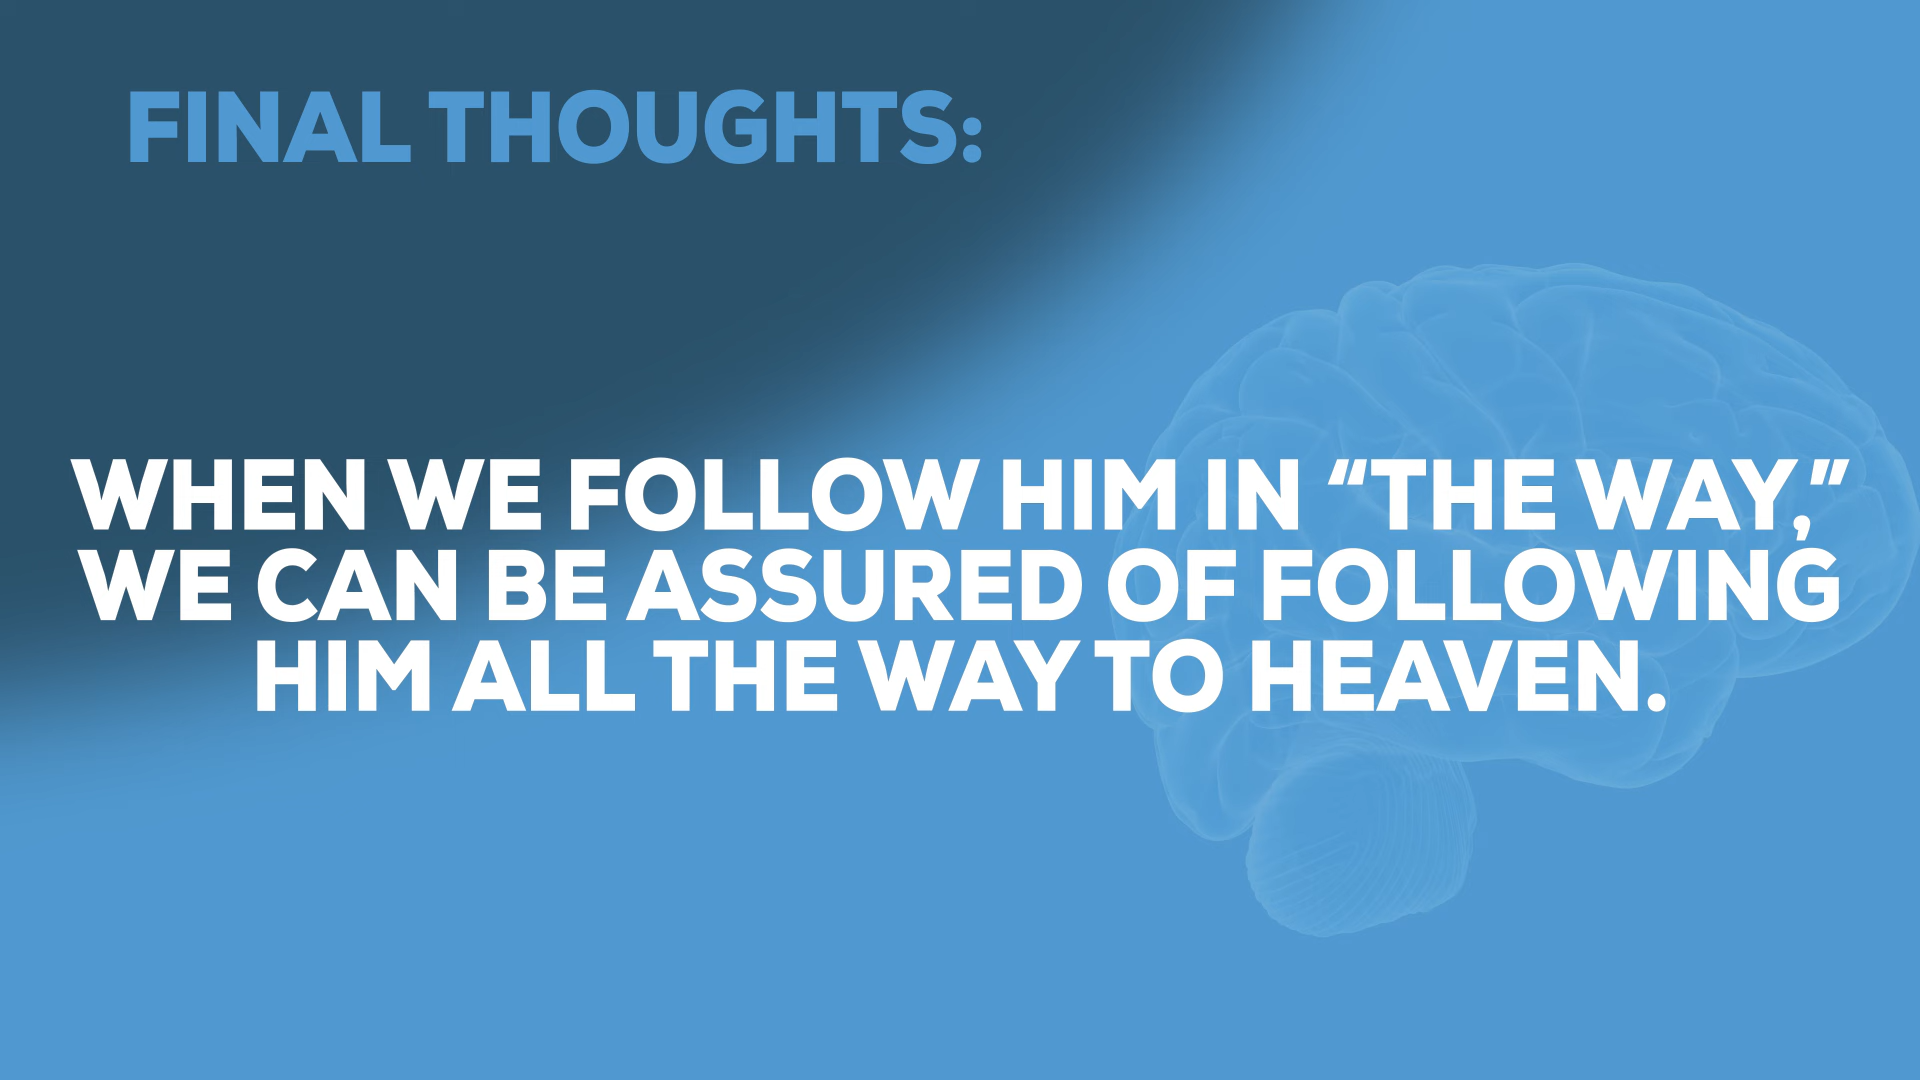 FINAL THOUGHTS:
WHEN WE FOLLOW HIM IN “THE WAY,”
WE CAN BE ASSURED OF FOLLOWING
HIM ALL THE WAY TO HEAVEN.